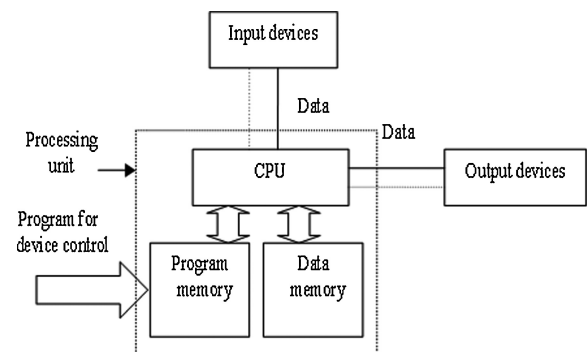 Input devices
Data
Data
Processing
unit
CPU
Output devices
Program for
device control
Program
memory
Data
memory